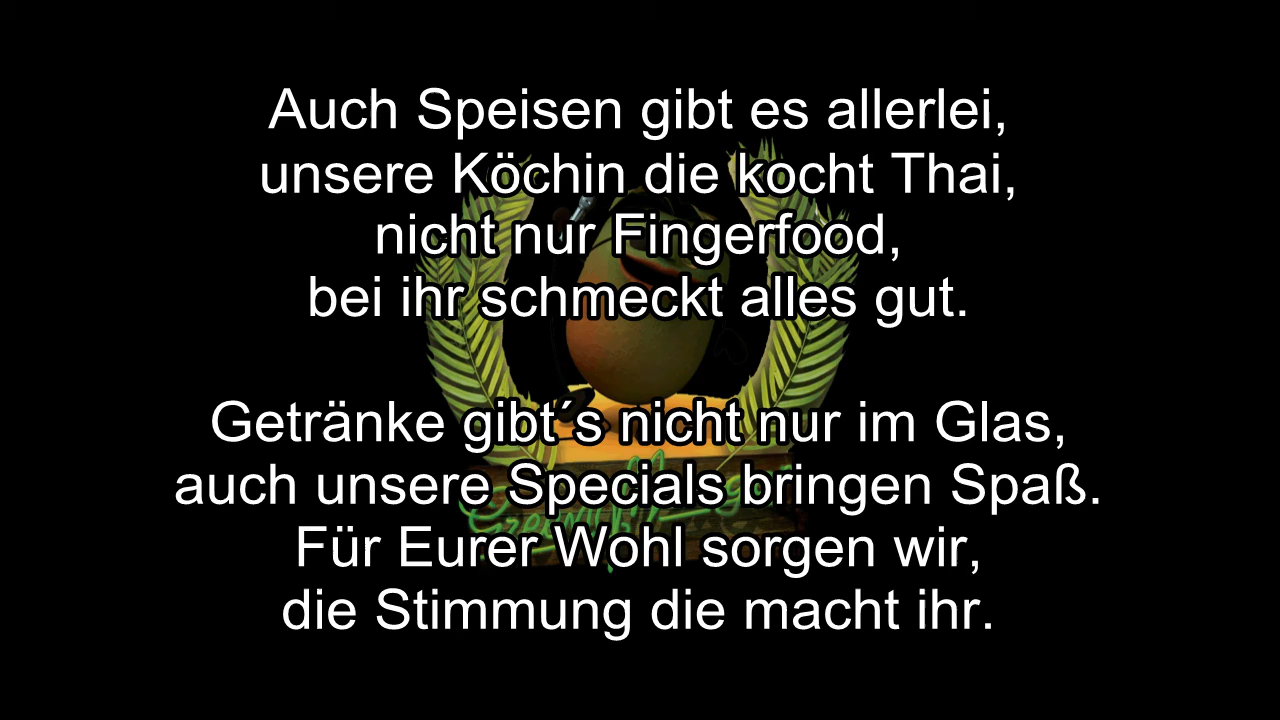 Auch Speisen gibt es allerlei,
unsere Köchin die kocht Thai,
nicht nur Fingerfood,
bei ihr schmeckt alles gut.
Getränke gibt´s nicht nur im Glas,
auch unsere Specials bringen Spaß.
Für Eurer Wohl sorgen wir,
die Stimmung die macht ihr.